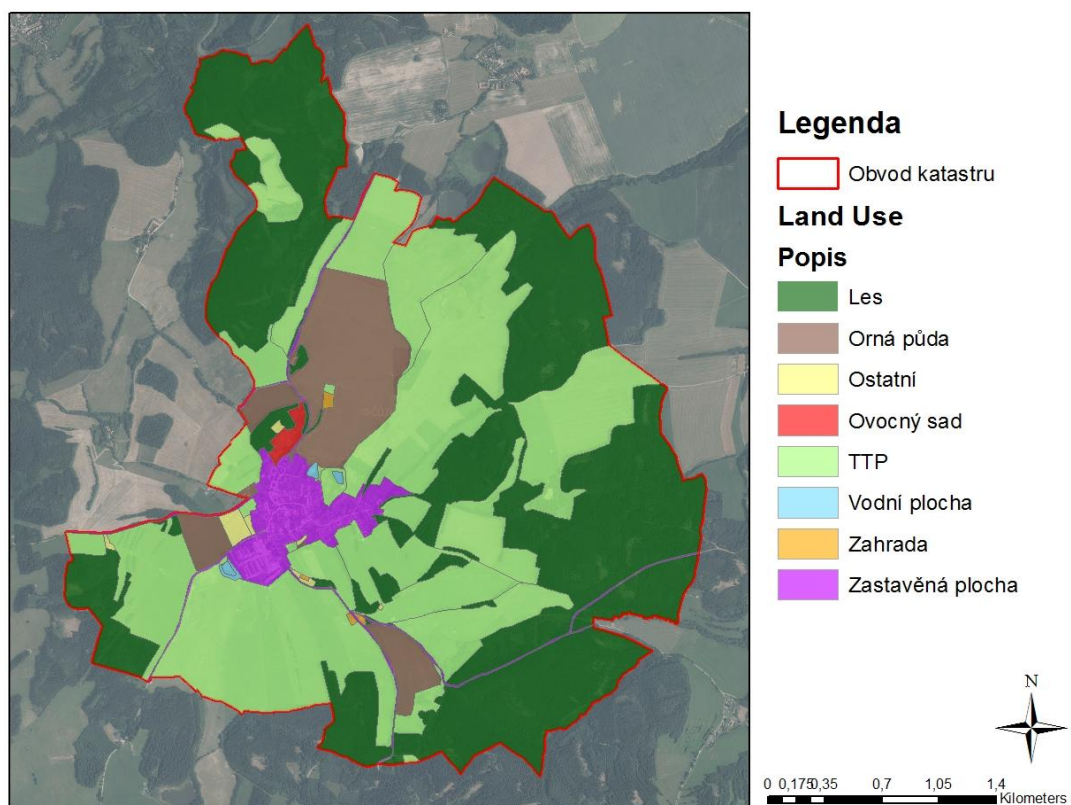 Legenda
Obvod katastru
Land Use
Popis
Les
Orná půda
Ostatní
Ovocný sad
TTP
Vodní plocha
Zahrada
Zastavěná plocha
N
0 0,175 0,35 0,7 1,05 1,4
Kilometers